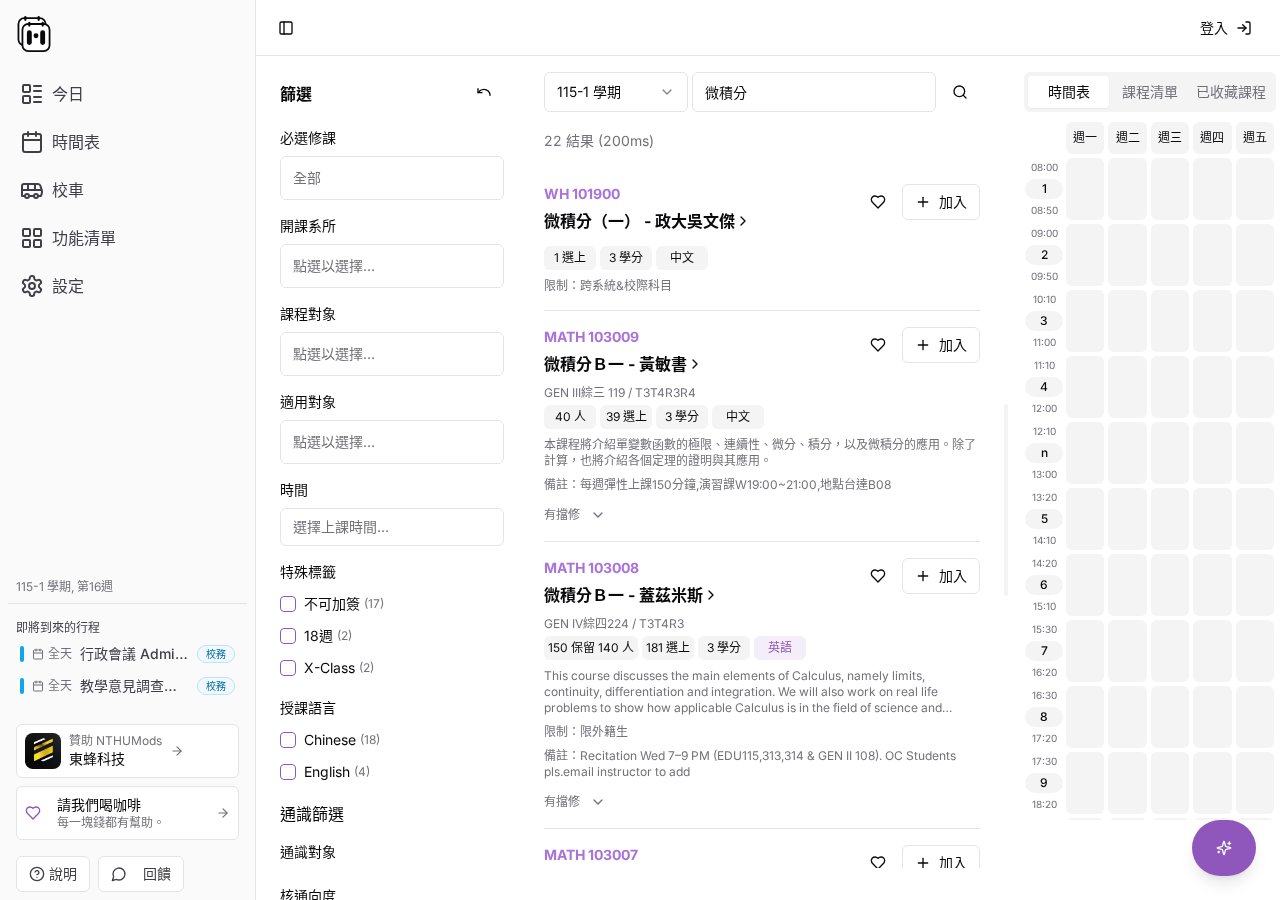 今日
時間表
校車
功能清單
設定
115-1 學期, 第16週
即將到來的行程
全天 行政會議 Admi... 校務
全天 教學意見調查... 校務
贊助 NTHUMods
東蜂科技
請我們喝咖啡
每一塊錢都有幫助。
說明
回饋
登入
篩選
必選修課
全部
開課系所
點選以選擇...
課程對象
點選以選擇...
適用對象
點選以選擇...
時間
選擇上課時間...
特殊標籤
不可加簽 (17)
18週 (2)
X-Class (2)
授課語言
Chinese (18)
English (4)
通識篩選
通識對象
核通向度
115-1 學期
微積分
22 結果 (200ms)
WH 101900
加入
微積分（一） - 政大吳文傑
1 選上 3 學分 中文
限制：跨系統&校際科目
MATH 103009
加入
微積分Ｂ一 - 黃敏書
GEN III綜三 119 / T3T4R3R4
40 人 39 選上 3 學分 中文
本課程將介紹單變數函數的極限、連續性、微分、積分，以及微積分的應用。除了
計算，也將介紹各個定理的證明與其應用。
備註：每週彈性上課150分鐘,演習課W19:00~21:00,地點台達B08
有擋修
MATH 103008
加入
微積分Ｂ一 - 蓋茲米斯
GEN IV綜四224 / T3T4R3
150 保留 140 人 181 選上 3 學分 英語
This course discusses the main elements of Calculus, namely limits,
continuity, differentiation and integration. We will also work on real life
problems to show how applicable Calculus is in the field of science and...
限制：限外籍生
備註：Recitation Wed 7–9 PM (EDU115,313,314 & GEN II 108). OC Students
pls.email instructor to add
有擋修
MATH 103007
加入
時間表 課程清單 已收藏課程
週一 週二 週三 週四 週五
08:00
1
08:50
09:00
2
09:50
10:10
3
11:00
11:10
4
12:00
12:10
n
13:00
13:20
5
14:10
14:20
6
15:10
15:30
7
16:20
16:30
8
17:20
17:30
9
18:20